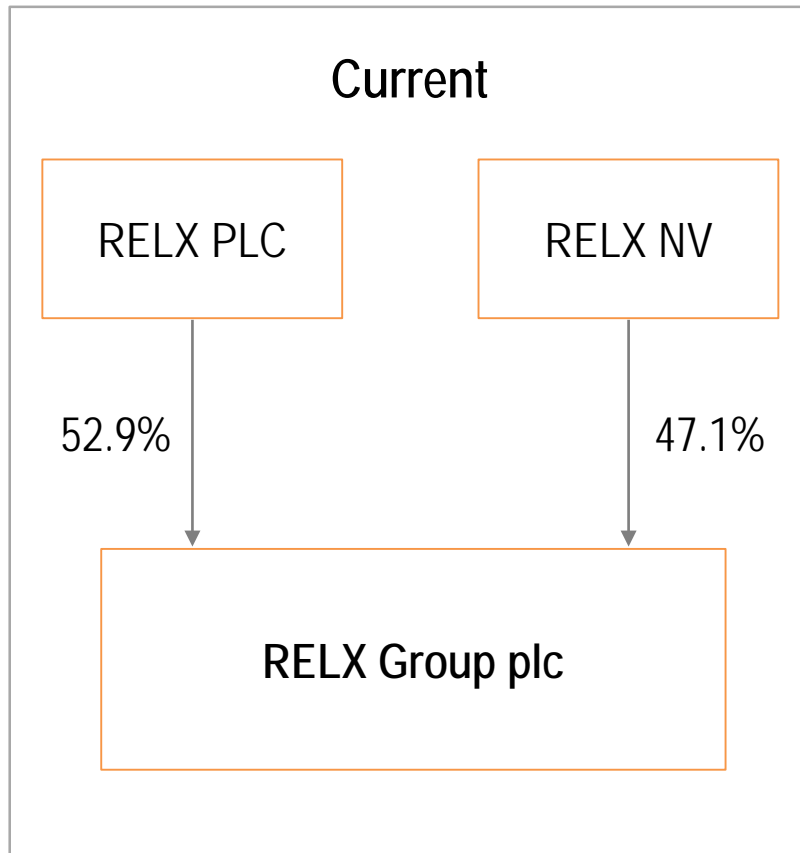 Current
RELX PLC
RELX NV
52.9%
47.1%
RELX Group plc